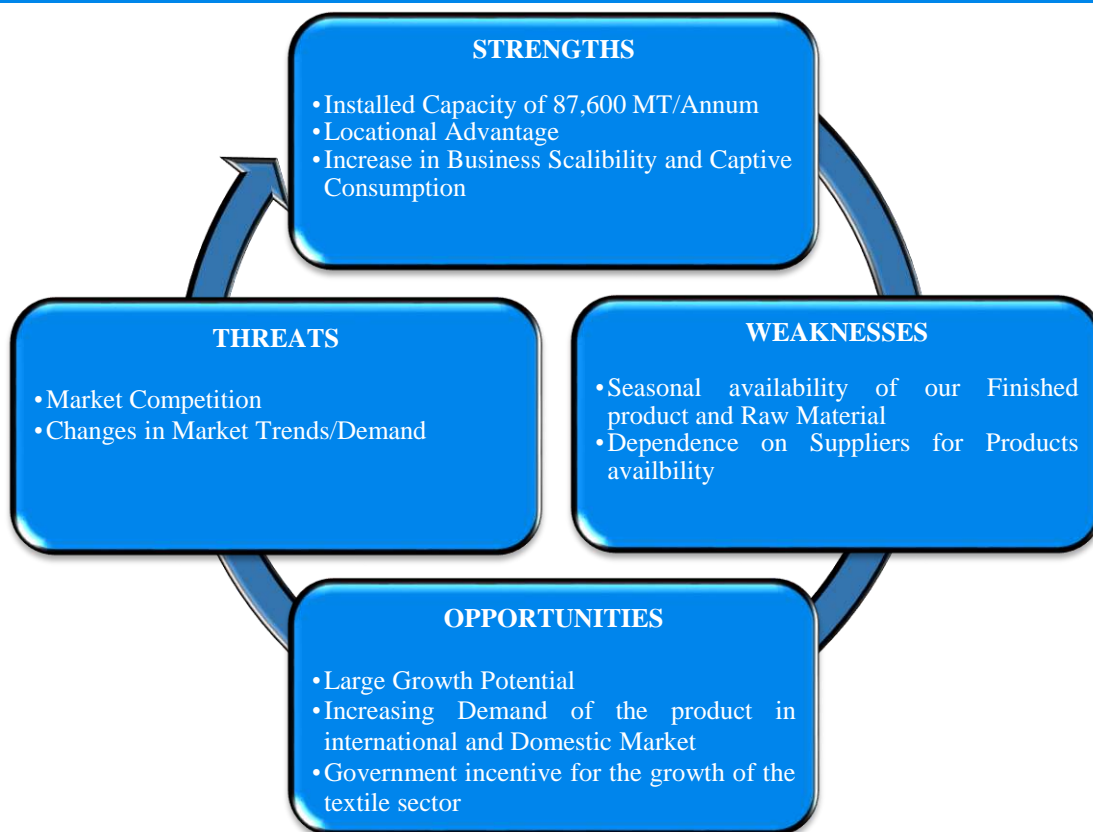 STRENGTHS
•Installed Capacity of 87,600 MT/Annum
•Locational Advantage
•Increase in Business Scalibility and Captive
Consumption
THREATS
•Market Competition
•Changes in Market Trends/Demand
WEAKNESSES
•Seasonal availability of our Finished
product and Raw Material
•Dependence on Suppliers for Products
availbility
OPPORTUNITIES
•Large Growth Potential
•Increasing Demand of the product in
international and Domestic Market
•Government incentive for the growth of the
textile sector